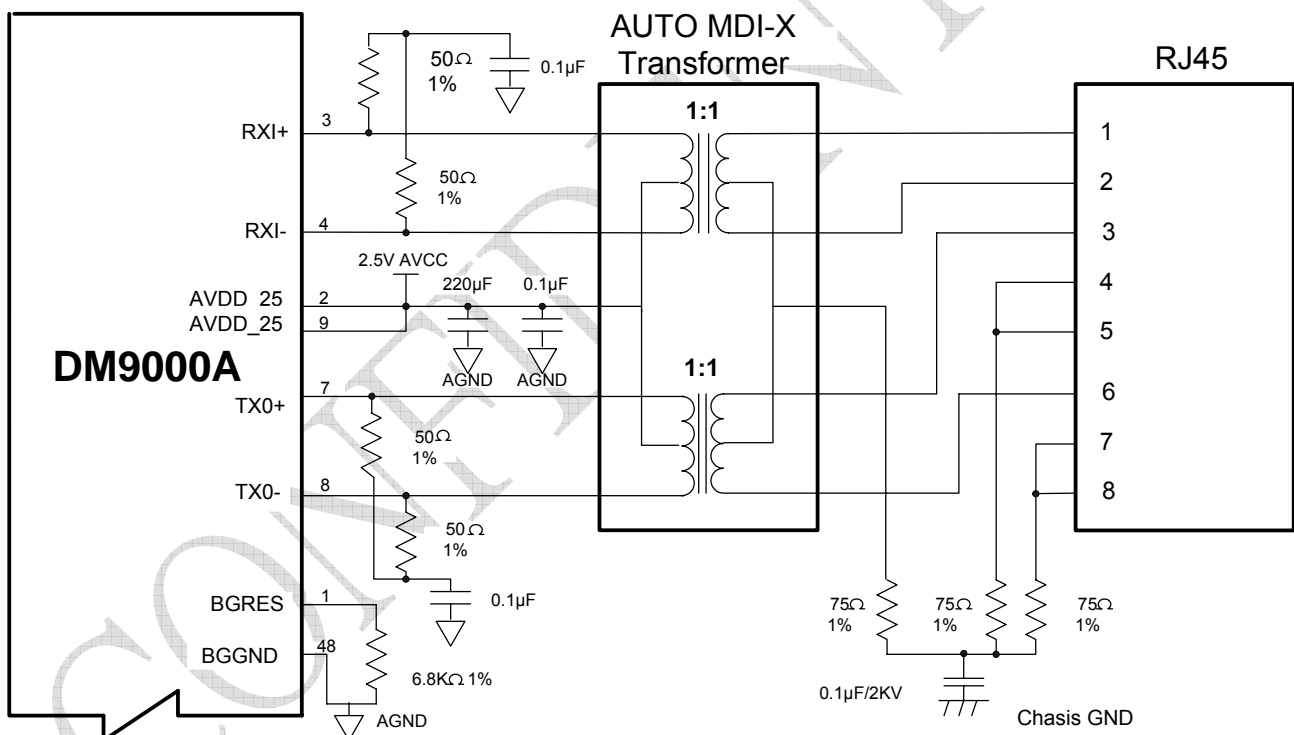 AUTO MDI-X
Transformer
RJ45
50Ω
1%
0.1µF
1:1
RXI+
3
1
50Ω
1%
2
RXI-
4
3
2.5V AVCC
4
AVDD_25
2
220µF
0.1µF
AVDD_25
9
5
DM9000A
AGND
AGND
1:1
TX0+
7
6
50Ω
1%
7
TX0-
8
8
50Ω
1%
BGRES
1
0.1µF
75Ω
1%
75Ω
1%
75Ω
1%
BGGND
48
6.8KΩ 1%
0.1µF/2KV
AGND
Chasis GND